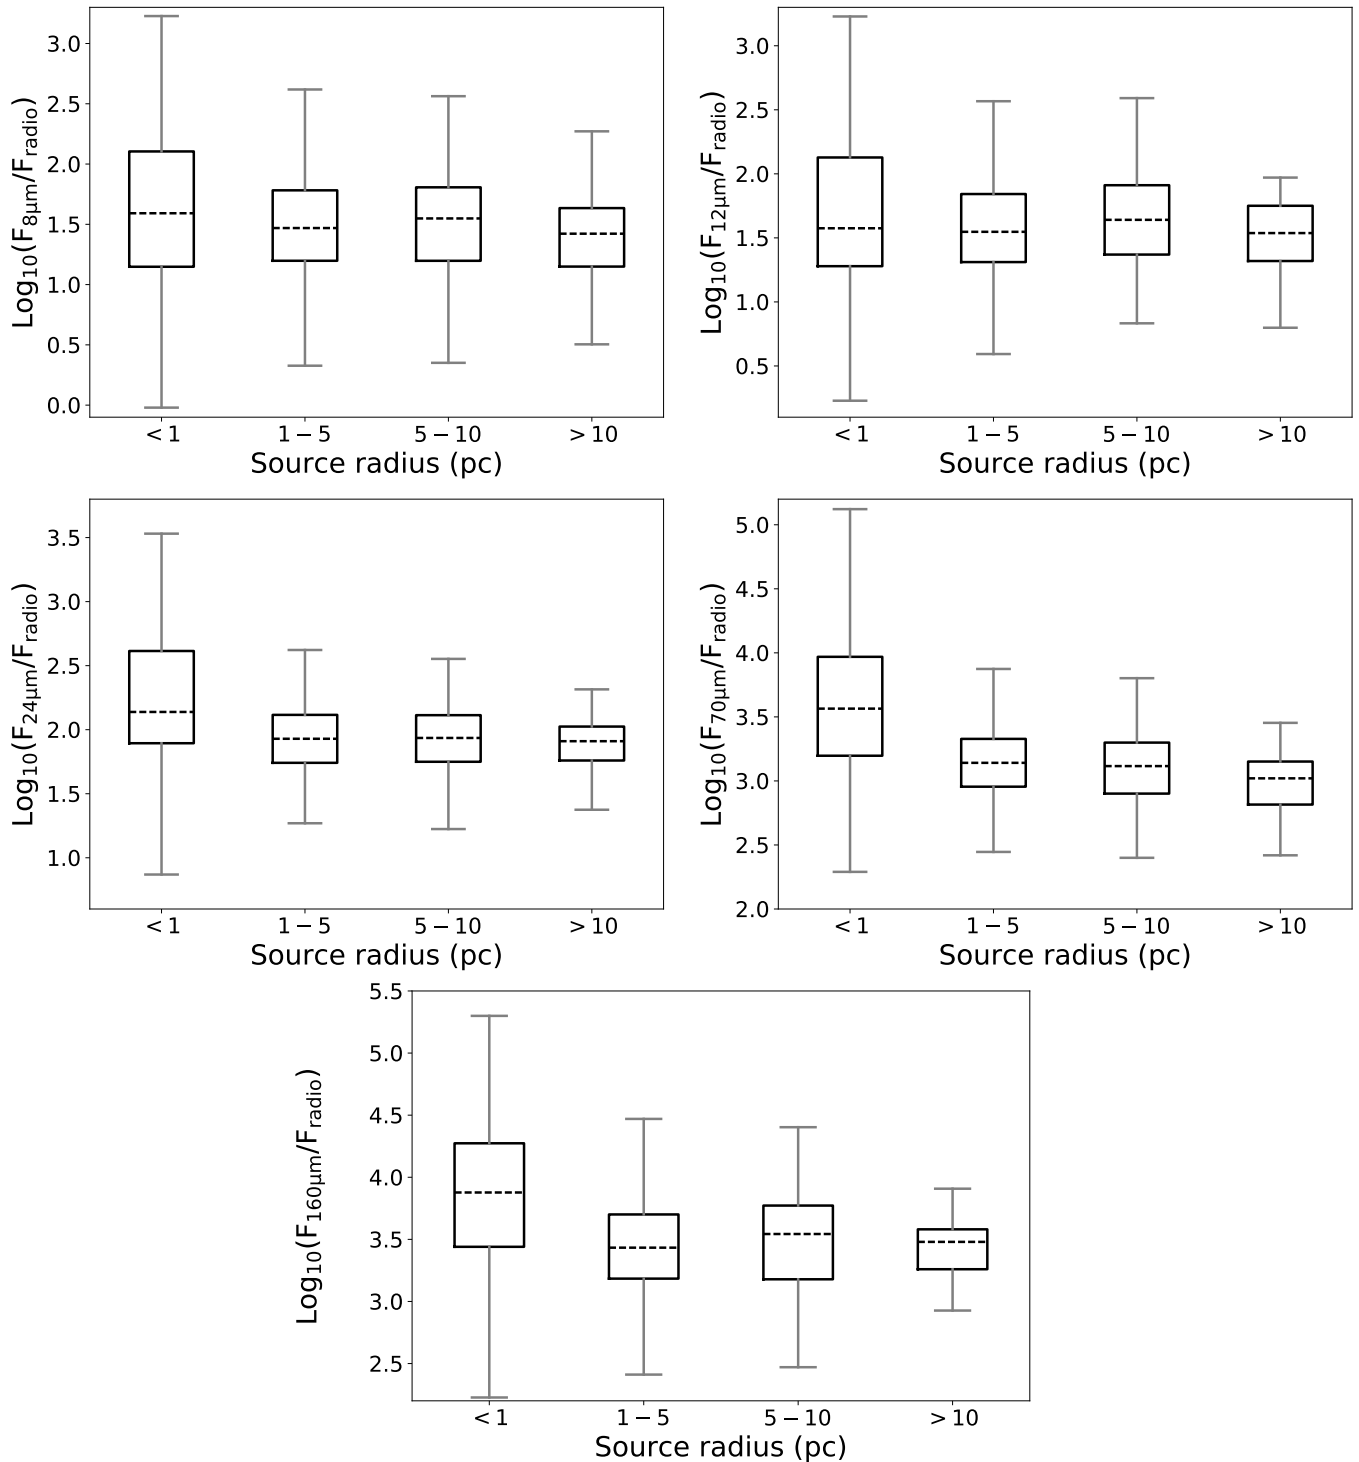 Log₁₀(F₈μm/F_radio)
3.0
2.5
2.0
1.5
1.0
0.5
0.0
< 1 1 − 5 5 − 10 > 10
Source radius (pc)
Log₁₀(F₁₂μm/F_radio)
3.0
2.5
2.0
1.5
1.0
0.5
< 1 1 − 5 5 − 10 > 10
Source radius (pc)
Log₁₀(F₂₄μm/F_radio)
3.5
3.0
2.5
2.0
1.5
1.0
< 1 1 − 5 5 − 10 > 10
Source radius (pc)
Log₁₀(F₇₀μm/F_radio)
5.0
4.5
4.0
3.5
3.0
2.5
2.0
< 1 1 − 5 5 − 10 > 10
Source radius (pc)
Log₁₀(F₁₆₀μm/F_radio)
5.5
5.0
4.5
4.0
3.5
3.0
2.5
< 1 1 − 5 5 − 10 > 10
Source radius (pc)